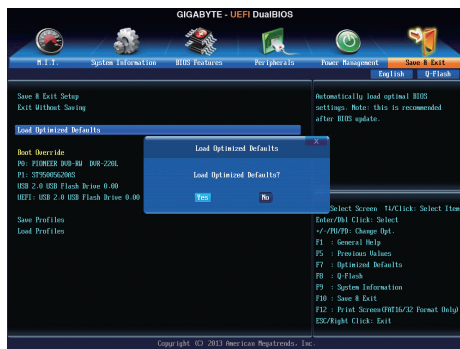 GIGABYTE - UEFI DualBIOS
M.I.T.
System Information
BIOS Features
Peripherals
Power Management
Save & Exit
English
Q-Flash
Save & Exit Setup
Exit Without Saving
Load Optimized Defaults
Boot Override
P0: PIONEER DVD-RW DVR-220L
P1: ST9500562OAS
USB 2.0 USB Flash Drive 0.00
UEFI: USB 2.0 USB Flash Drive 0.00
Save Profiles
Load Profiles
Automatically load optimal BIOS
settings. Note: this is recommended
after BIOS update.
Load Optimized Defaults
X
Load Optimized Defaults?
Yes
No
Select Screen ↑↓/Click: Select Item
Enter/Dbl Click: Select
+/-/PU/PD: Change Opt.
F1 : General Help
F5 : Previous Values
F7 : Optimized Defaults
F8 : Q-Flash
F9 : System Information
F10 : Save & Exit
F12 : Print Screen(FAT16/32 Format Only)
ESC/Right Click: Exit
Copyright (C) 2013 American Megatrends, Inc.